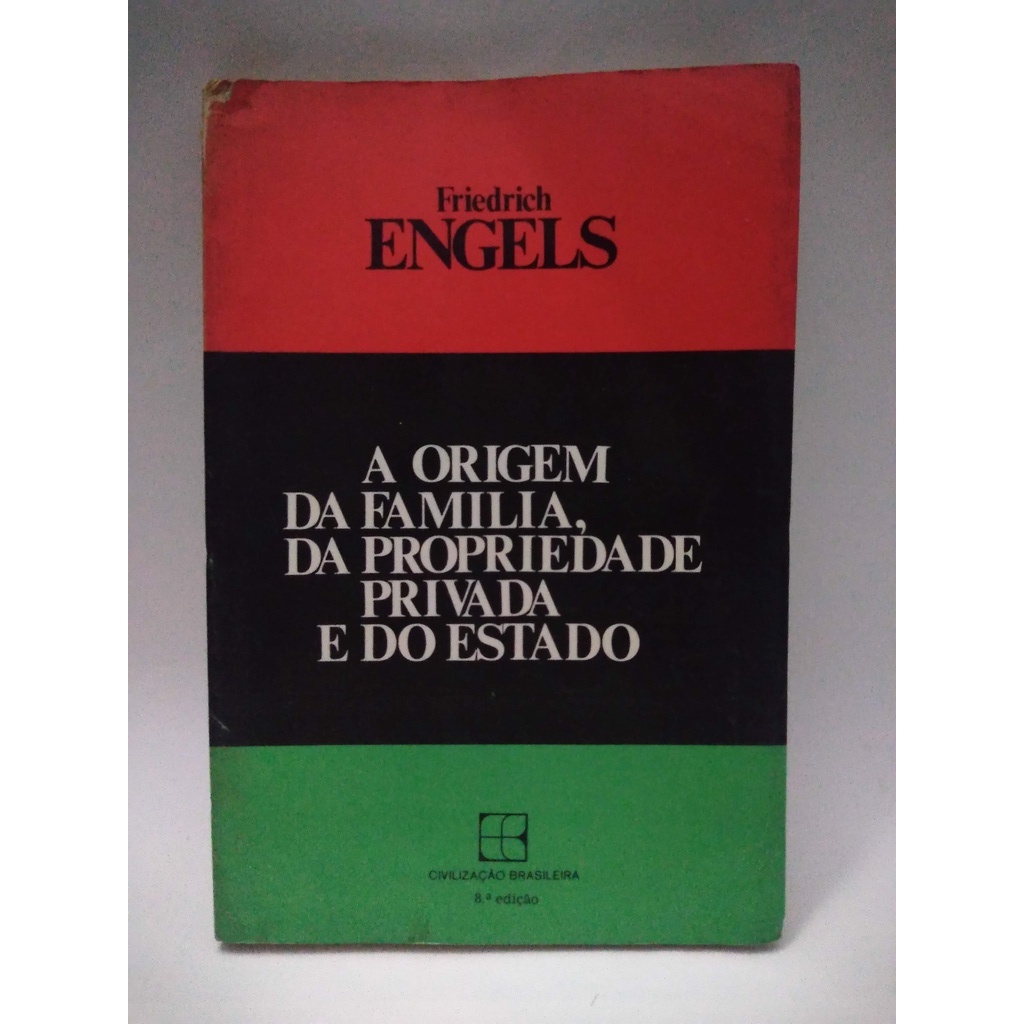 Friedrich
ENGELS
A ORIGEM
DA FAMILIA,
DA PROPRIEDADE
PRIVADA
E DO ESTADO
CIVILIZAÇÃO BRASILEIRA
8.ª edição